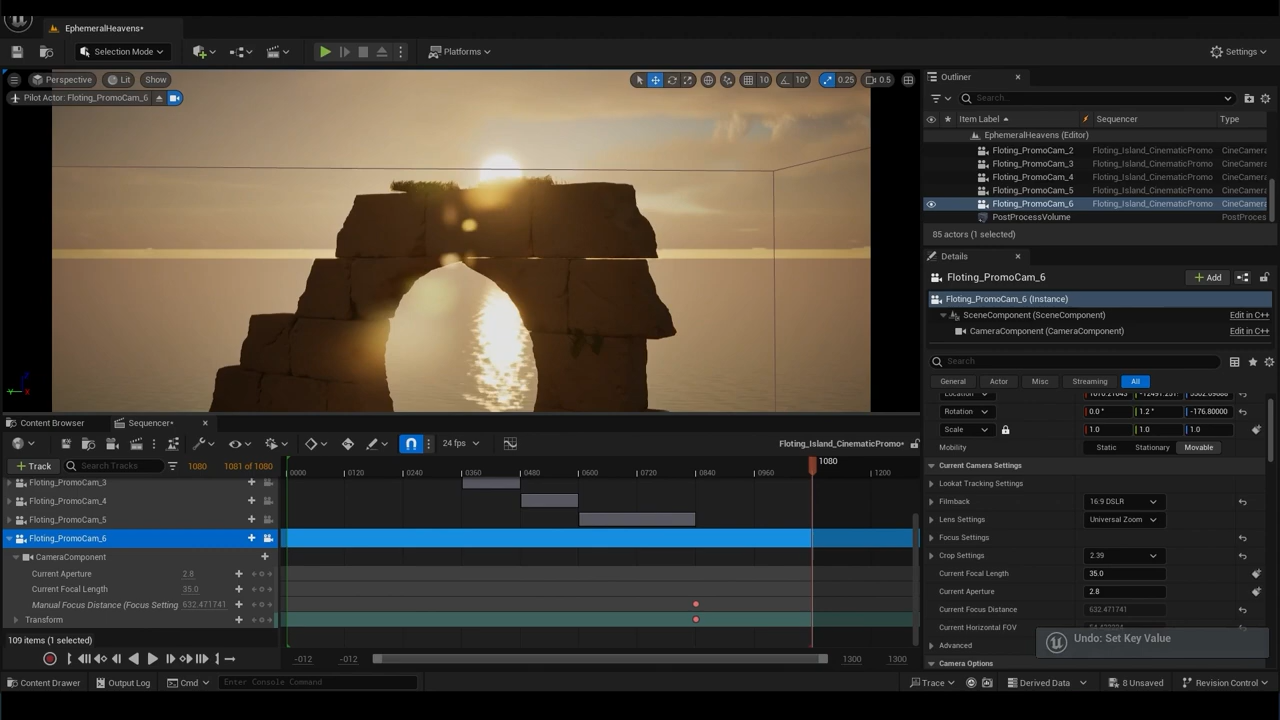 EphemeralHeavens*
Selection Mode
Platforms
Settings
Perspective Lit Show
10 10° 0.25 0.5
Pilot Actor: Floting_PromoCam_6
Outliner
Search...
Item Label Sequencer Type
EphemeralHeavens (Editor)
Floting_PromoCam_2 Floting_Island_CinematicPromo CineCamera
Floting_PromoCam_3 Floting_Island_CinematicPromo CineCamera
Floting_PromoCam_4 Floting_Island_CinematicPromo CineCamera
Floting_PromoCam_5 Floting_Island_CinematicPromo CineCamera
Floting_PromoCam_6 Floting_Island_CinematicPromo CineCamera
PostProcessVolume PostProces
85 actors (1 selected)
Details
Floting_PromoCam_6
Add
Floting_PromoCam_6 (Instance)
SceneComponent (SceneComponent) Edit in C++
CameraComponent (CameraComponent) Edit in C++
Search
General Actor Misc Streaming All
Location
Rotation 0.0 ° 1.2 ° -176.80000
Scale 1.0 1.0 1.0
Mobility Static Stationary Movable
Current Camera Settings
Lookat Tracking Settings
Filmback 16:9 DSLR
Lens Settings Universal Zoom
Focus Settings
Crop Settings 2.39
Current Focal Length 35.0
Current Aperture 2.8
Current Focus Distance 632.471741
Current Horizontal FOV
Advanced
Camera Options
Undo: Set Key Value
Content Browser Sequencer*
24 fps
Floting_Island_CinematicPromo*
Track
Search Tracks
1080 1081 of 1080
0000 0120 0240 0360 0480 0600 0720 0840 0960 1080 1200
Floting_PromoCam_3
Floting_PromoCam_4
Floting_PromoCam_5
Floting_PromoCam_6
CameraComponent
Current Aperture 2.8
Current Focal Length 35.0
Manual Focus Distance (Focus Setting 632.471741
Transform
109 items (1 selected)
-012 -012 1300 1300
Content Drawer Output Log Cmd Enter Console Command
Trace Derived Data 8 Unsaved Revision Control